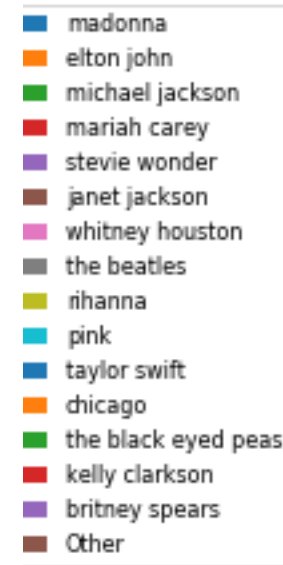 madonna
elton john
michael jackson
mariah carey
stevie wonder
janet jackson
whitney houston
the beatles
rihanna
pink
taylor swift
chicago
the black eyed peas
kelly clarkson
britney spears
Other